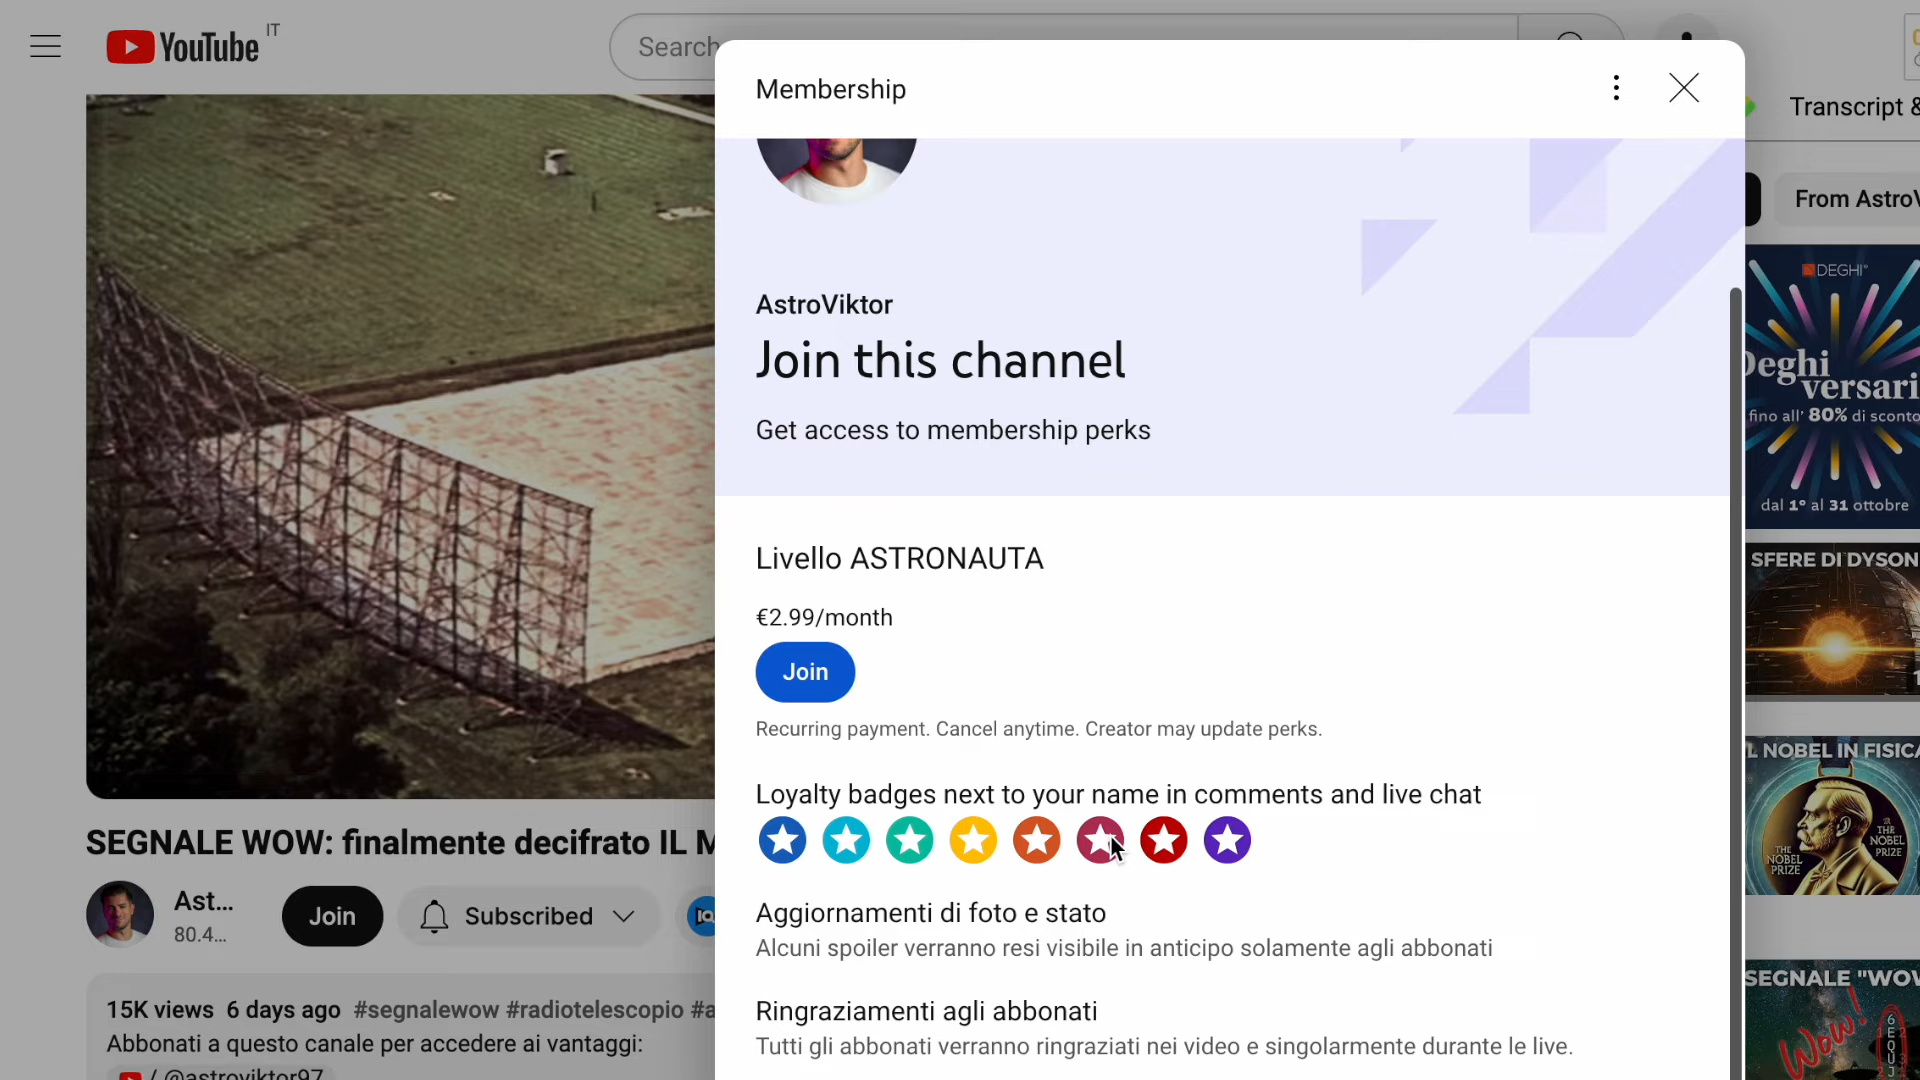 YouTube IT
Search
Membership
Transcript &
AstroViktor
Join this channel
Get access to membership perks
Livello ASTRONAUTA
€2.99/month
Join
Recurring payment. Cancel anytime. Creator may update perks.
Loyalty badges next to your name in comments and live chat
Aggiornamenti di foto e stato
Alcuni spoiler verranno resi visibile in anticipo solamente agli abbonati
Ringraziamenti agli abbonati
Tutti gli abbonati verranno ringraziati nei video e singolarmente durante le live.
SEGNALE WOW: finalmente decifrato IL
Ast...
80.4...
Join
Subscribed
15K views 6 days ago #segnalewow #radiotelescopio #a
Abbonati a questo canale per accedere ai vantaggi:
/ @astroviktor97
From Astro
DEGHI
Deghi
versari
fino all' 80% di sconto
dal 1° al 31 ottobre
SFERE DI DYSON
L NOBEL IN FISICA
THE NOBEL PRIZE
THE NOBEL PRIZE
SEGNALE "WOW
Wow!
6
E
Q
U
J